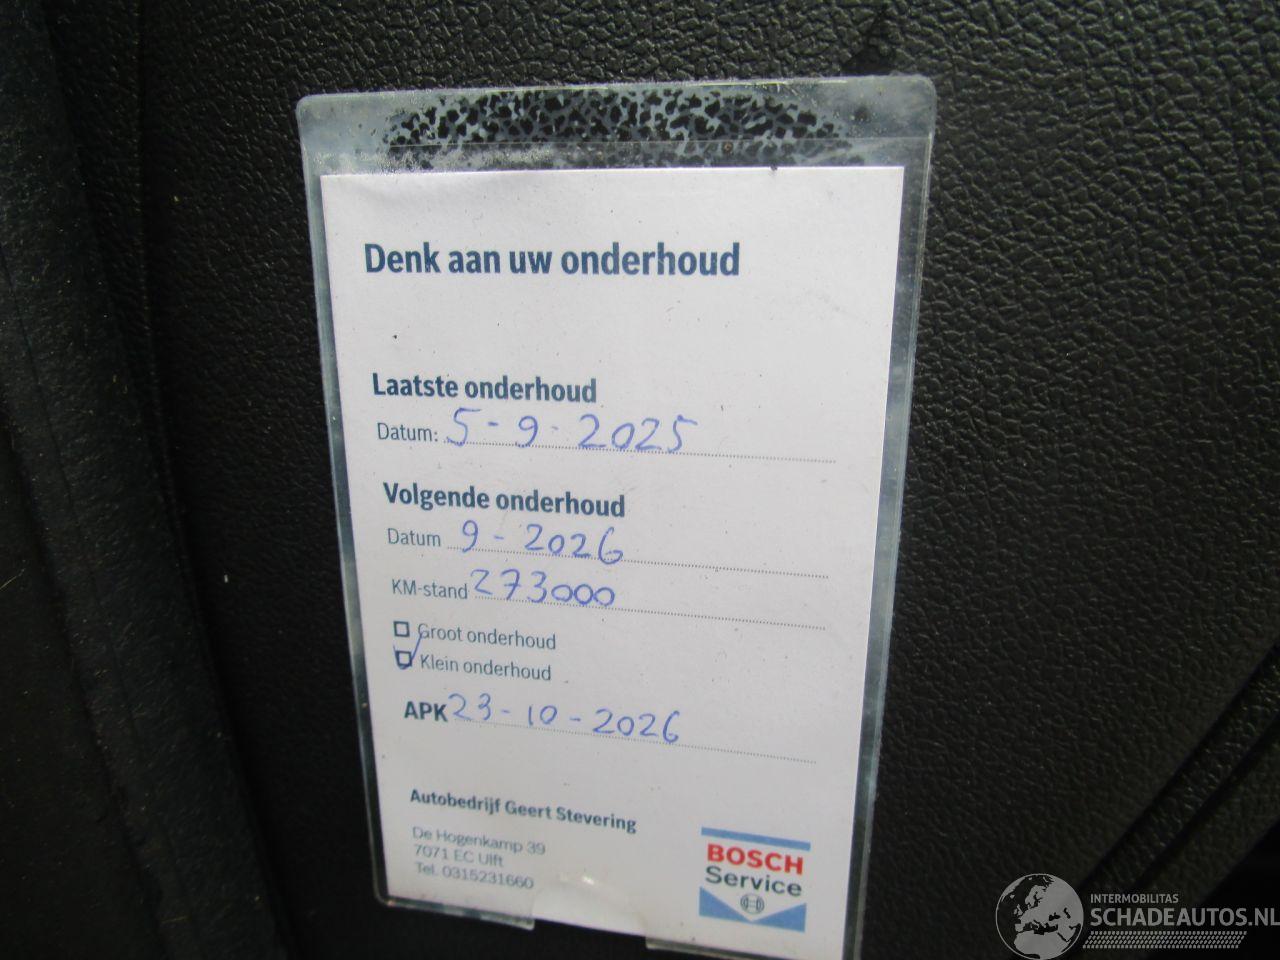 Denk aan uw onderhoud
Laatste onderhoud
Datum: 5-9-2025
Volgende onderhoud
Datum 9-2026
KM-stand 273000
Groot onderhoud
Klein onderhoud
APK 23-10-2026
Autobedrijf Geert Stevering
De Hogenkamp 39
7071 EC Ulft
Tel. 0315231660
BOSCH
Service
INTERMOBILITAS
SCHADEAUTOS.NL